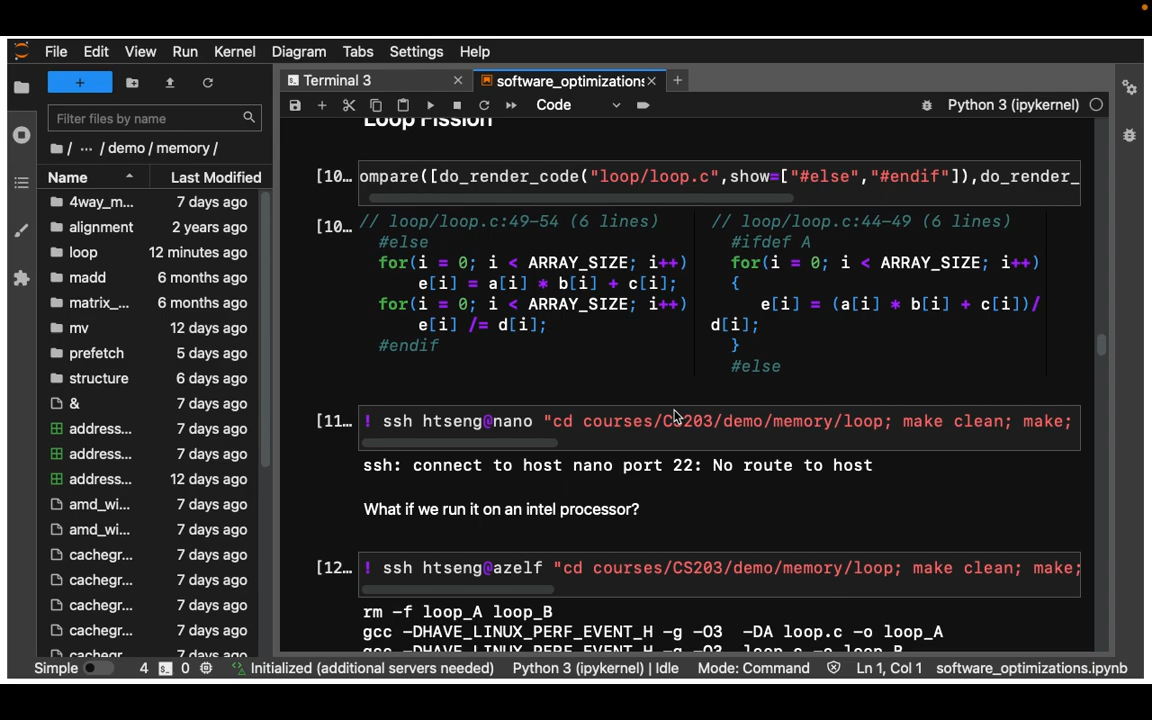 File Edit View Run Kernel Diagram Tabs Settings Help
Terminal 3
software_optimizations
Code
Python 3 (ipykernel)
Filter files by name
/ ··· / demo / memory /
Name Last Modified
4way_m... 7 days ago
alignment 2 years ago
loop 12 minutes ago
madd 6 months ago
matrix_... 6 months ago
mv 12 days ago
prefetch 5 days ago
structure 6 days ago
& 7 days ago
address... 7 days ago
address... 7 days ago
address... 12 days ago
amd_wi... 7 days ago
amd_wi... 7 days ago
cachegr... 7 days ago
cachegr... 7 days ago
cachegr... 7 days ago
cachegr... 7 days ago
cachegr... 7 days ago
Loop Fission
[10... ompare([do_render_code("loop/loop.c",show=["#else","#endif"]),do_render_
[10...
// loop/loop.c:49-54 (6 lines)
#else
for(i = 0; i < ARRAY_SIZE; i++)
e[i] = a[i] * b[i] + c[i];
for(i = 0; i < ARRAY_SIZE; i++)
e[i] /= d[i];
#endif
// loop/loop.c:44-49 (6 lines)
#ifdef A
for(i = 0; i < ARRAY_SIZE; i++)
{
e[i] = (a[i] * b[i] + c[i])/
d[i];
}
#else
[11... ! ssh htseng@nano "cd courses/CS203/demo/memory/loop; make clean; make;
ssh: connect to host nano port 22: No route to host
What if we run it on an intel processor?
[12... ! ssh htseng@azelf "cd courses/CS203/demo/memory/loop; make clean; make;
rm -f loop_A loop_B
gcc -DHAVE_LINUX_PERF_EVENT_H -g -O3 -DA loop.c -o loop_A
gcc -DHAVE_LINUX_PERF_EVENT_H -g -O3 loop.c -o loop_B
Simple 4 0 Initialized (additional servers needed) Python 3 (ipykernel) | Idle Mode: Command Ln 1, Col 1 software_optimizations.ipynb